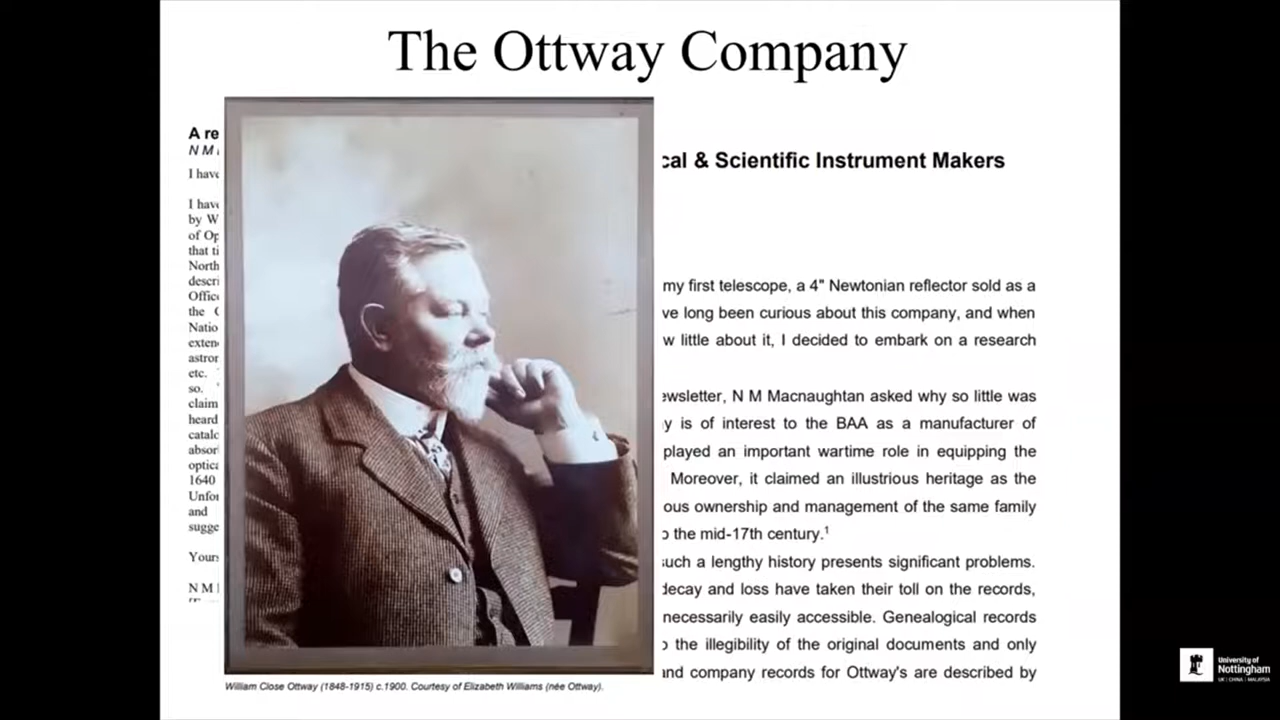 The Ottway Company
A re
N M
I have
I have
by W
of Op
that ti
North
descri
Office
the
Natio
exten
astror
etc.
so.
claim
heard
catalo
absor
optica
1640
Unfor
and
sugge
Yours
N M
cal & Scientific Instrument Makers
my first telescope, a 4" Newtonian reflector sold as a
ve long been curious about this company, and when
w little about it, I decided to embark on a research
ewsletter, N M Macnaughtan asked why so little was
y is of interest to the BAA as a manufacturer of
played an important wartime role in equipping the
Moreover, it claimed an illustrious heritage as the
ous ownership and management of the same family
o the mid-17th century.¹
such a lengthy history presents significant problems.
decay and loss have taken their toll on the records,
necessarily easily accessible. Genealogical records
o the illegibility of the original documents and only
and company records for Ottway's are described by
William Close Ottway (1848-1915) c.1900. Courtesy of Elizabeth Williams (née Ottway).
University of
Nottingham
UK | CHINA | MALAYSIA